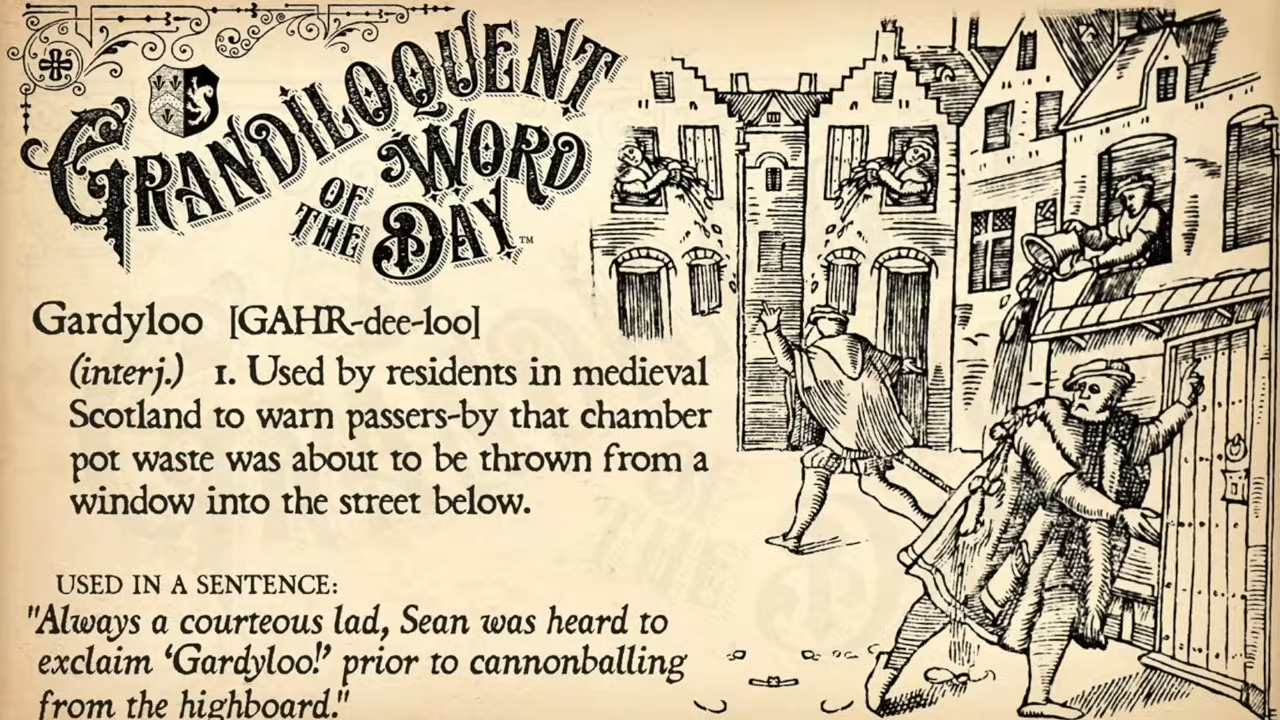 GRANDILOQUENT
WORD
OF
THE
DAY™
Gardyloo [GAHR-dee-loo]
(interj.) 1. Used by residents in medieval
Scotland to warn passers-by that chamber
pot waste was about to be thrown from a
window into the street below.
USED IN A SENTENCE:
"Always a courteous lad, Sean was heard to
exclaim ‘Gardyloo!’ prior to cannonballing
from the highboard."